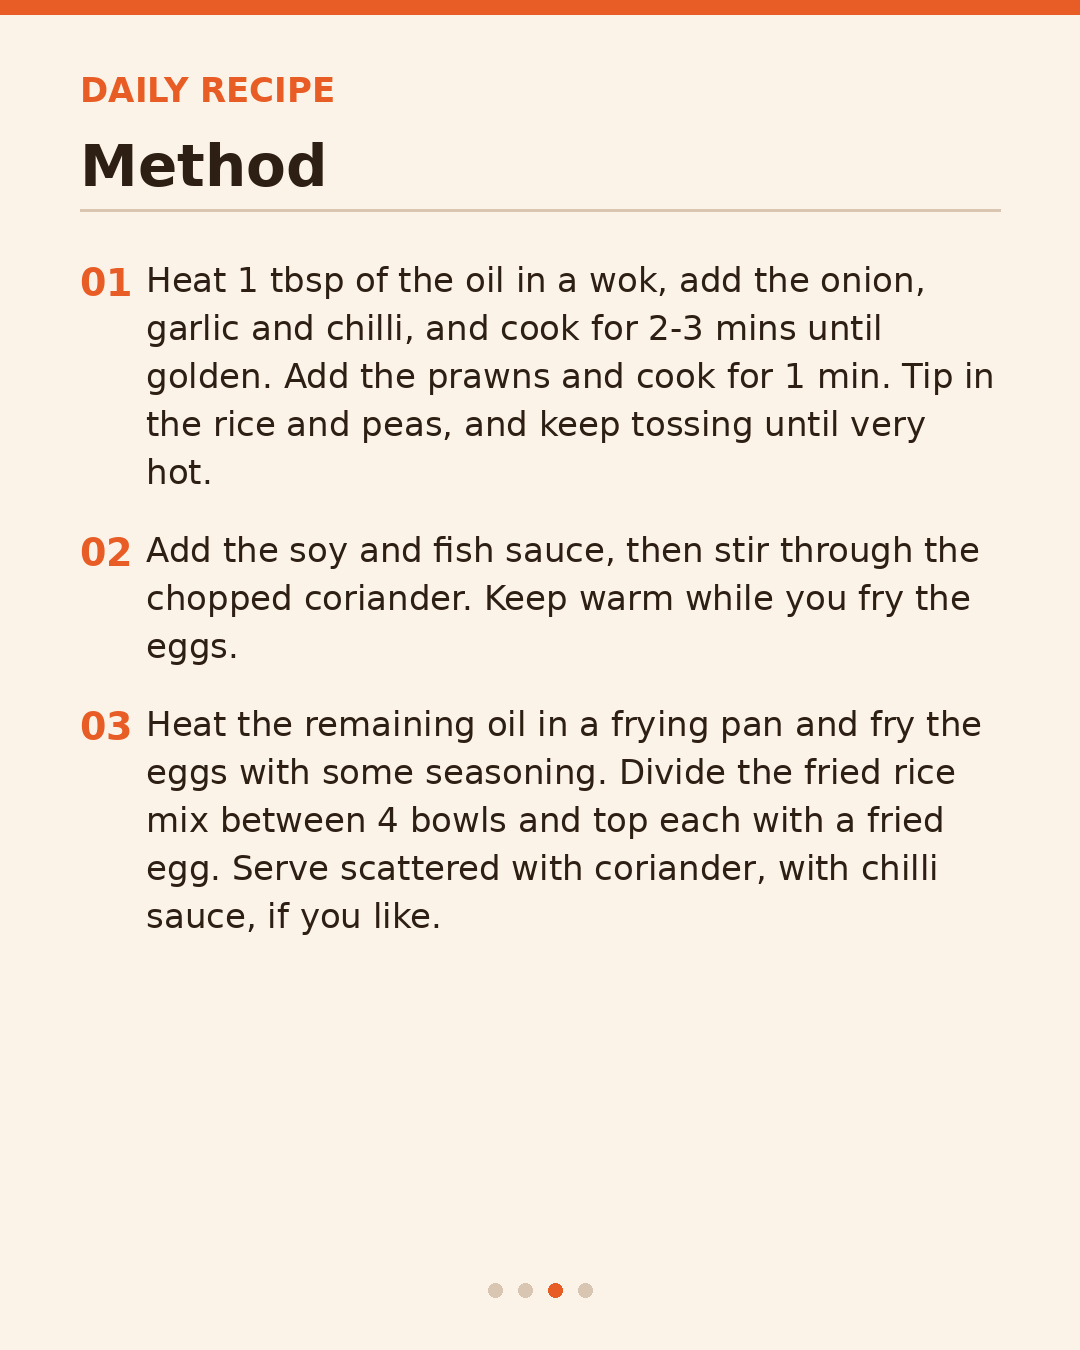 DAILY RECIPE
Method
01 Heat 1 tbsp of the oil in a wok, add the onion,
garlic and chilli, and cook for 2-3 mins until
golden. Add the prawns and cook for 1 min. Tip in
the rice and peas, and keep tossing until very
hot.
02 Add the soy and fish sauce, then stir through the
chopped coriander. Keep warm while you fry the
eggs.
03 Heat the remaining oil in a frying pan and fry the
eggs with some seasoning. Divide the fried rice
mix between 4 bowls and top each with a fried
egg. Serve scattered with coriander, with chilli
sauce, if you like.